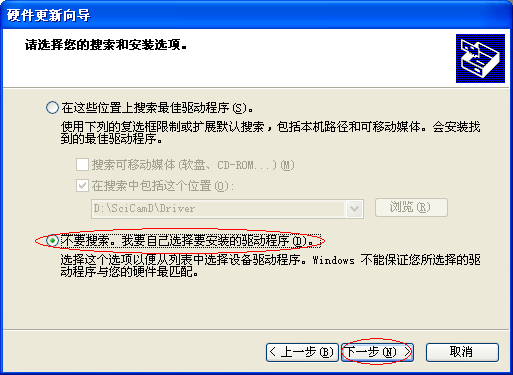 硬件更新向导
请选择您的搜索和安装选项。
在这些位置上搜索最佳驱动程序(S)。
使用下列的复选框限制或扩展默认搜索，包括本机路径和可移动媒体。会安装找
到的最佳驱动程序。
搜索可移动媒体(软盘、CD-ROM...)(M)
在搜索中包括这个位置(O):
D:\SciCamD\Driver
浏览(R)
不要搜索。我要自己选择要安装的驱动程序(D)。
选择这个选项以便从列表中选择设备驱动程序。Windows 不能保证您所选择的驱
动程序与您的硬件最匹配。
< 上一步(B)
下一步(N) >
取消